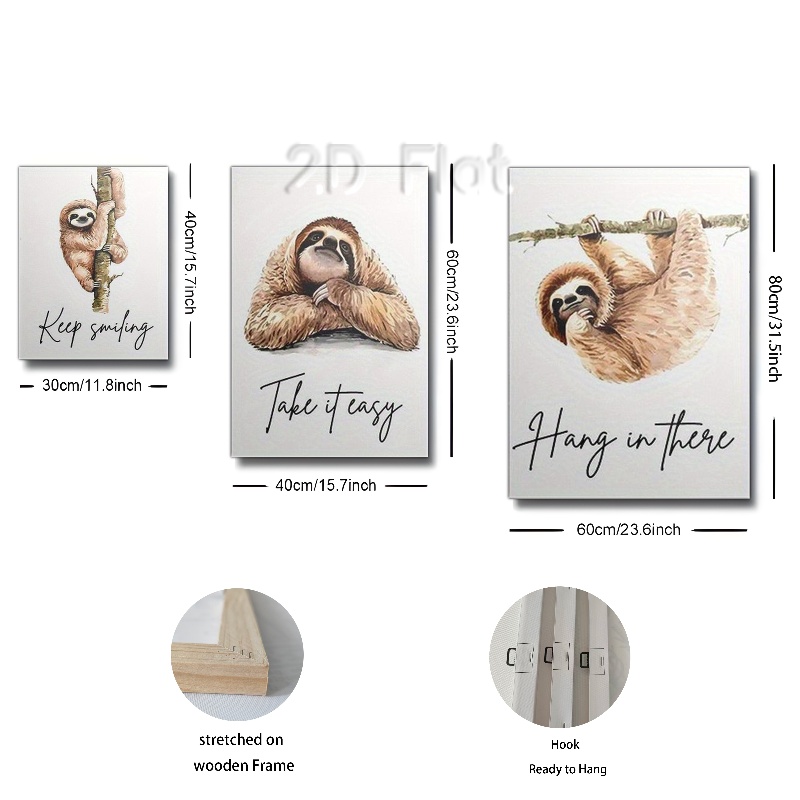 2D Flat
40cm/15.7inch
Keep smiling
30cm/11.8inch
60cm/23.6inch
Take it easy
40cm/15.7inch
80cm/31.5inch
Hang in there
60cm/23.6inch
stretched on
wooden Frame
Hook
Ready to Hang